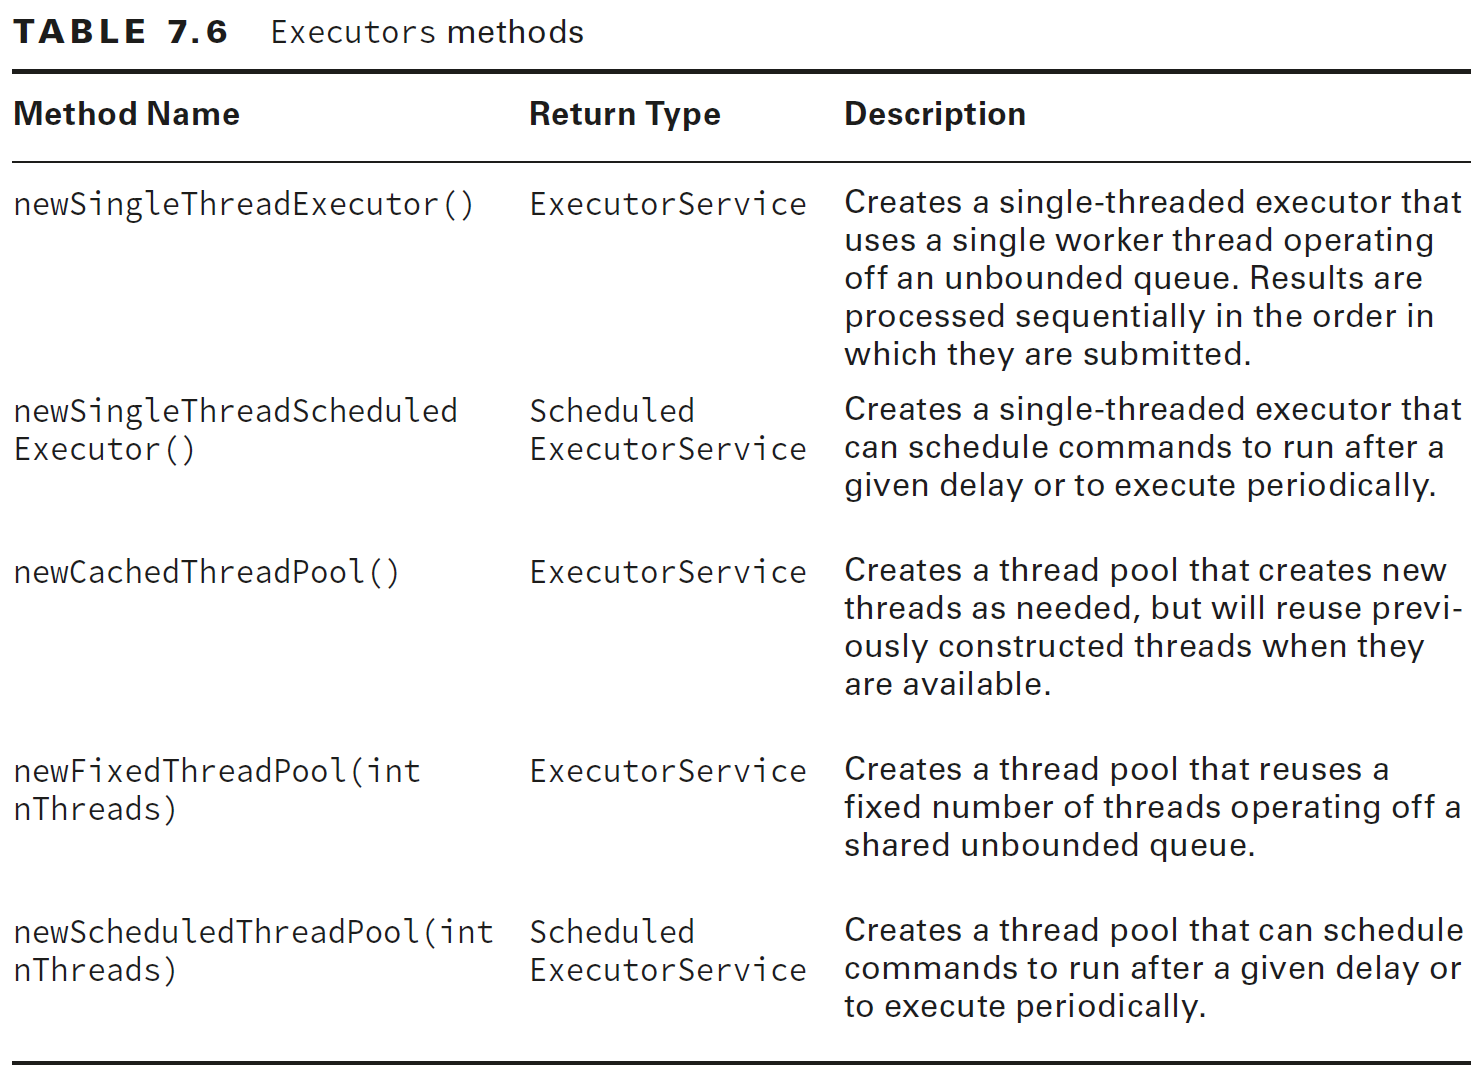 TABLE 7.6 Executors methods
Method Name Return Type Description
newSingleThreadExecutor() ExecutorService Creates a single-threaded executor that
uses a single worker thread operating
off an unbounded queue. Results are
processed sequentially in the order in
which they are submitted.
newSingleThreadScheduled Scheduled Creates a single-threaded executor that
Executor() ExecutorService can schedule commands to run after a
given delay or to execute periodically.
newCachedThreadPool() ExecutorService Creates a thread pool that creates new
threads as needed, but will reuse previ-
ously constructed threads when they
are available.
newFixedThreadPool(int ExecutorService Creates a thread pool that reuses a
nThreads) fixed number of threads operating off a
shared unbounded queue.
newScheduledThreadPool(int Scheduled Creates a thread pool that can schedule
nThreads) ExecutorService commands to run after a given delay or
to execute periodically.